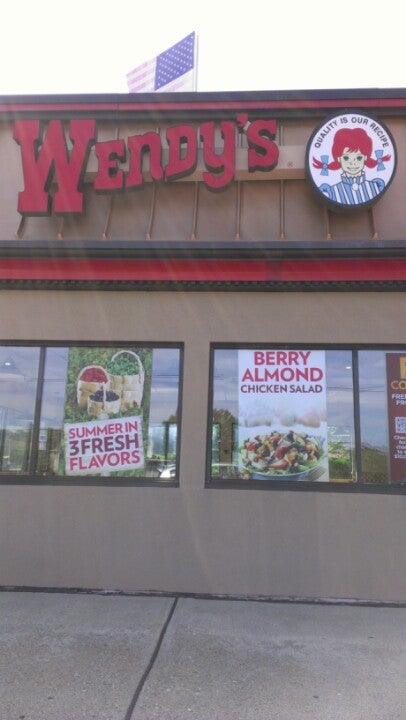 Wendy's
QUALITY IS OUR RECIPE
SUMMER IN
3 FRESH
FLAVORS
BERRY
ALMOND
CHICKEN SALAD